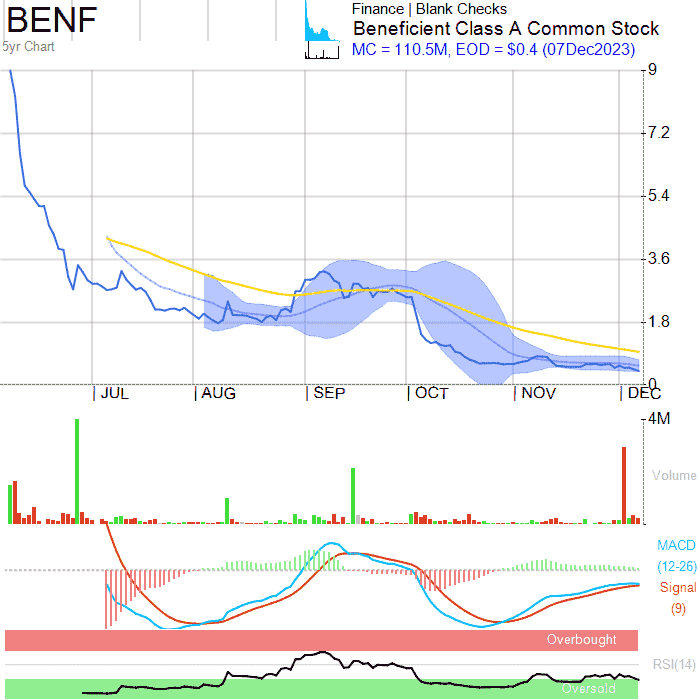 BENF
5yr Chart
Finance | Blank Checks
Beneficient Class A Common Stock
MC = 110.5M, EOD = $0.4 (07Dec2023)
9
7.2
5.4
3.6
1.8
0
JUL AUG SEP OCT NOV DEC
4M
Volume
MACD
(12-26)
Signal
(9)
Overbought
RSI(14)
Oversold